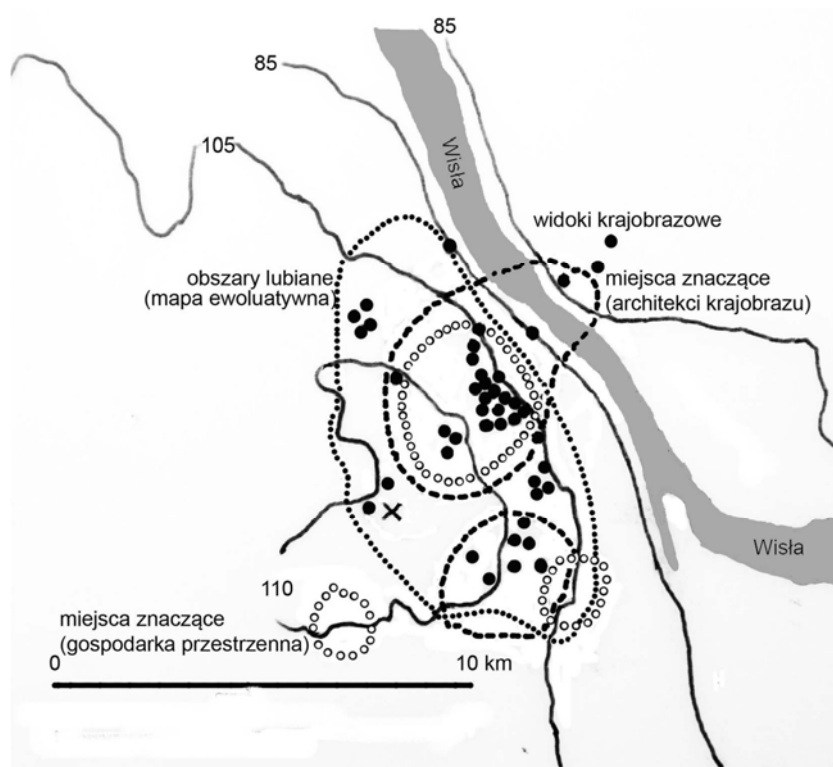 85
85
105
Wisła
widoki krajobrazowe
miejsca znaczące
(architekci krajobrazu)
obszary lubiane
(mapa ewoluatywna)
Wisła
110
miejsca znaczące
(gospodarka przestrzenna)
0
10 km